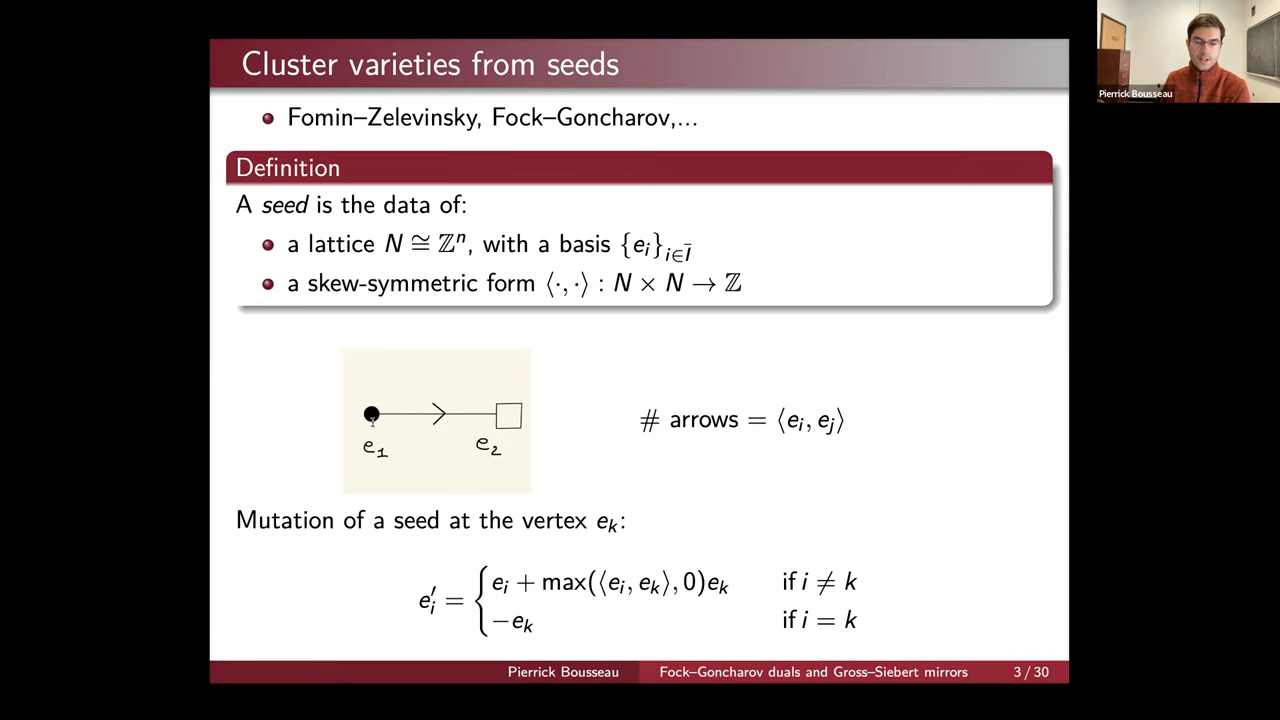 Cluster varieties from seeds
Fomin–Zelevinsky, Fock–Goncharov,...
Definition
A seed is the data of:
a lattice N ≅ ℤⁿ, with a basis {eᵢ}_{i∈Ī}
a skew-symmetric form ⟨·, ·⟩ : N × N → ℤ
e₁ e₂
# arrows = ⟨eᵢ, eⱼ⟩
Mutation of a seed at the vertex eₖ:
e′ᵢ = { eᵢ + max(⟨eᵢ, eₖ⟩, 0)eₖ if i ≠ k
−eₖ if i = k
Pierrick Bousseau Fock–Goncharov duals and Gross–Siebert mirrors 3 / 30
Pierrick Bousseau